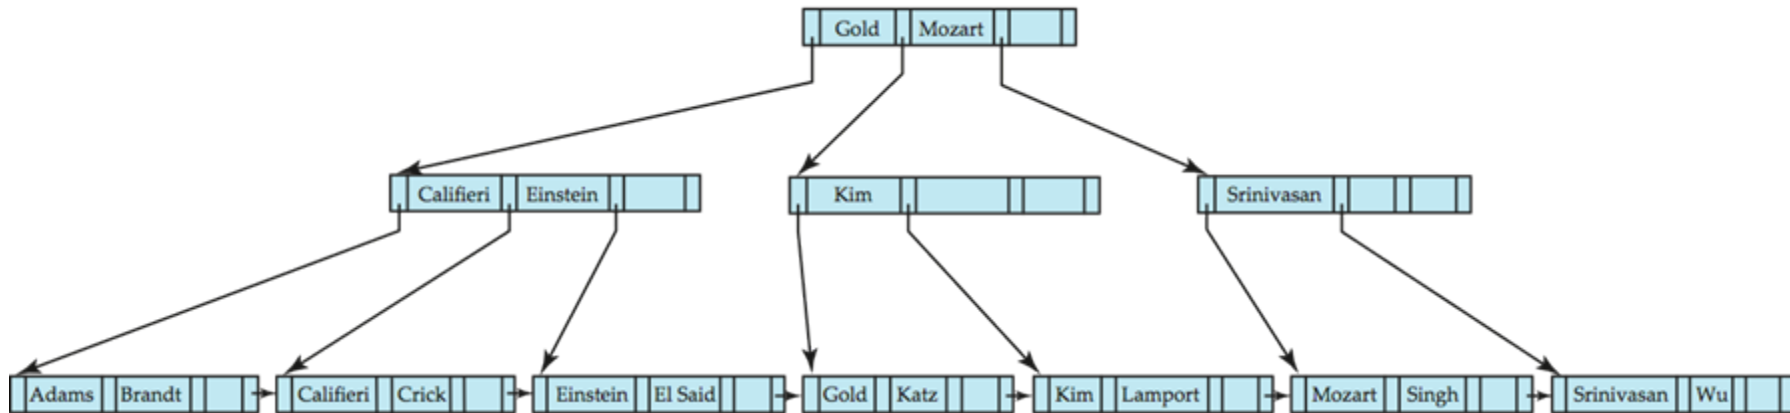 Gold Mozart
Califieri Einstein Kim Srinivasan
Adams Brandt Califieri Crick Einstein El Said Gold Katz Kim Lamport Mozart Singh Srinivasan Wu